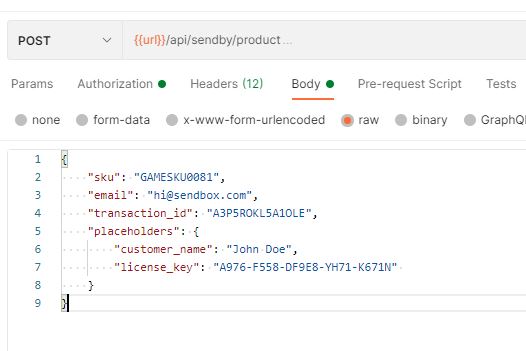 POST {{url}}/api/sendby/product...
Params Authorization Headers (12) Body Pre-request Script Tests
none form-data x-www-form-urlencoded raw binary GraphQL
1 {
2 "sku": "GAMESKU0081",
3 "email": "hi@sendbox.com",
4 "transaction_id": "A3P5ROKL5A1OLE",
5 "placeholders": {
6 "customer_name": "John Doe",
7 "license_key": "A976-F558-DF9E8-YH71-K671N"
8 }
9 }